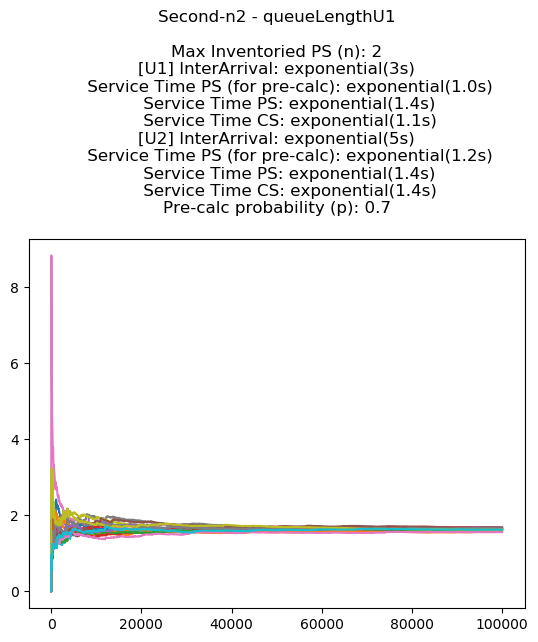 Second-n2 - queueLengthU1
Max Inventoried PS (n): 2
[U1] InterArrival: exponential(3s)
Service Time PS (for pre-calc): exponential(1.0s)
Service Time PS: exponential(1.4s)
Service Time CS: exponential(1.1s)
[U2] InterArrival: exponential(5s)
Service Time PS (for pre-calc): exponential(1.2s)
Service Time PS: exponential(1.4s)
Service Time CS: exponential(1.4s)
Pre-calc probability (p): 0.7
8
6
4
2
0
0 20000 40000 60000 80000 100000